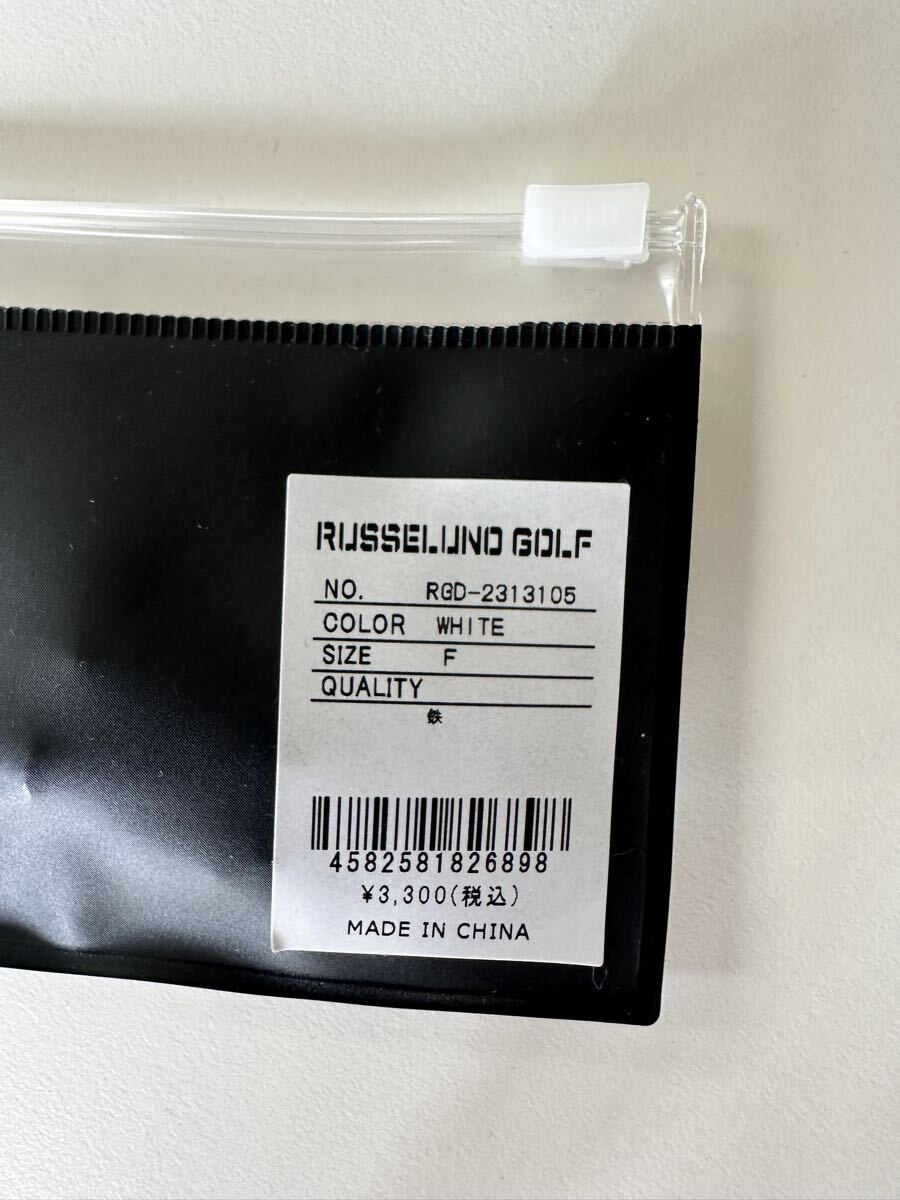 RUSSELUNO GOLF
NO. RGD-2313105
COLOR WHITE
SIZE F
QUALITY
鉄
4582581826898
¥3,300(税込)
MADE IN CHINA